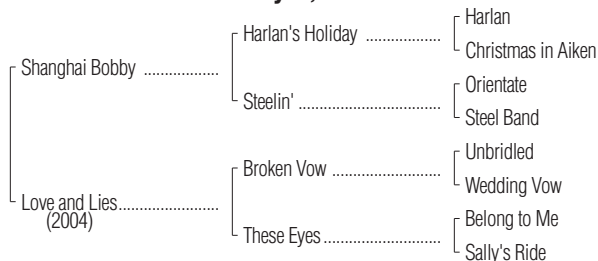 Harlan
Harlan's Holiday ..................
Christmas in Aiken
Shanghai Bobby ..................
Orientate
Steelin' ..................................
Steel Band
Unbridled
Broken Vow ..........................
Wedding Vow
Love and Lies........................
(2004)
Belong to Me
These Eyes............................
Sally's Ride